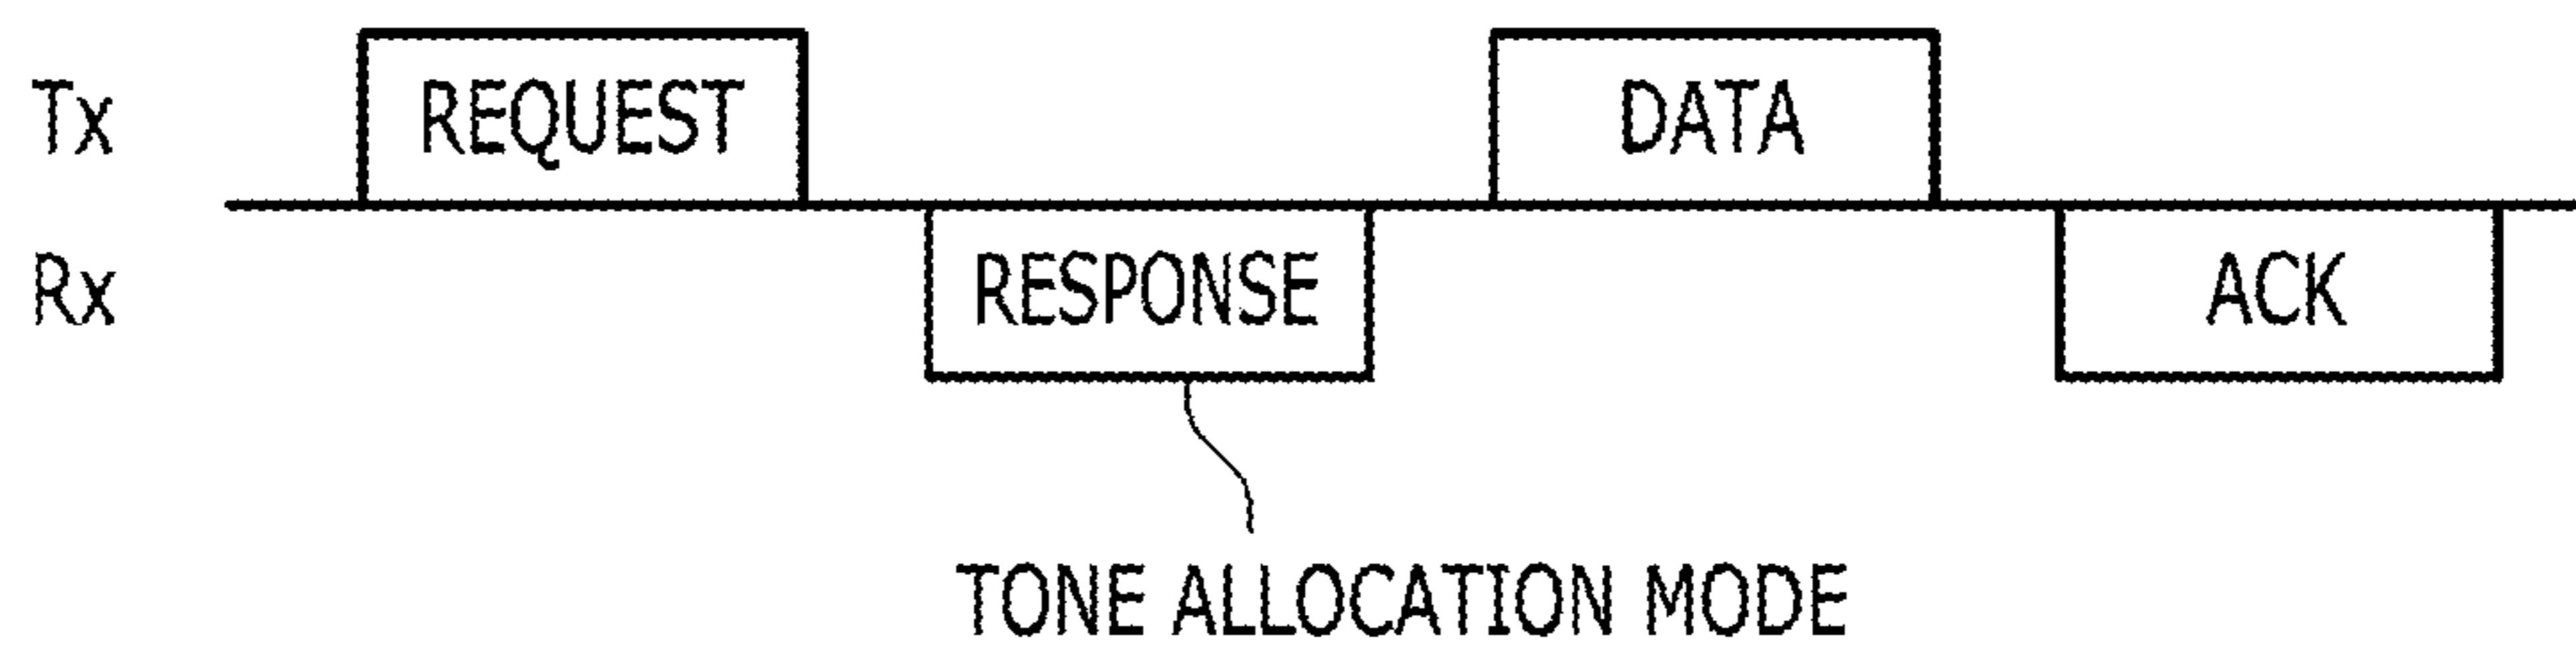 Tx
REQUEST
DATA
Rx
RESPONSE
ACK
TONE ALLOCATION MODE